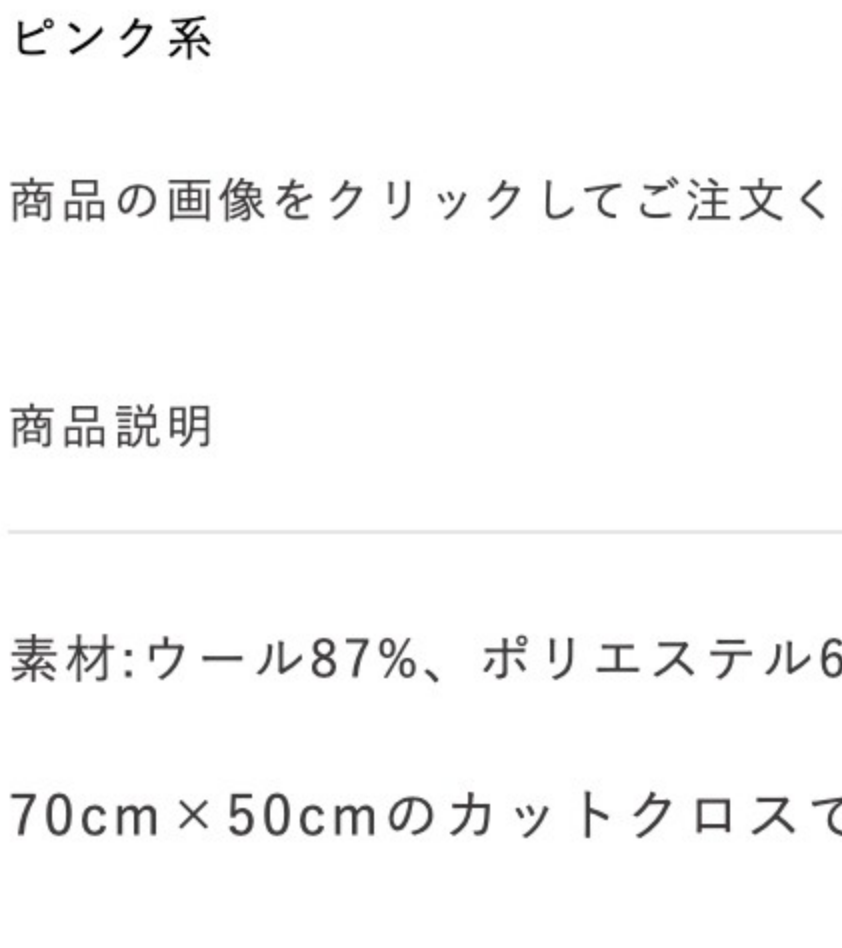 ピンク系
商品の画像をクリックしてご注文く
商品説明
素材:ウール87%、ポリエステル6
70cm×50cmのカットクロスで